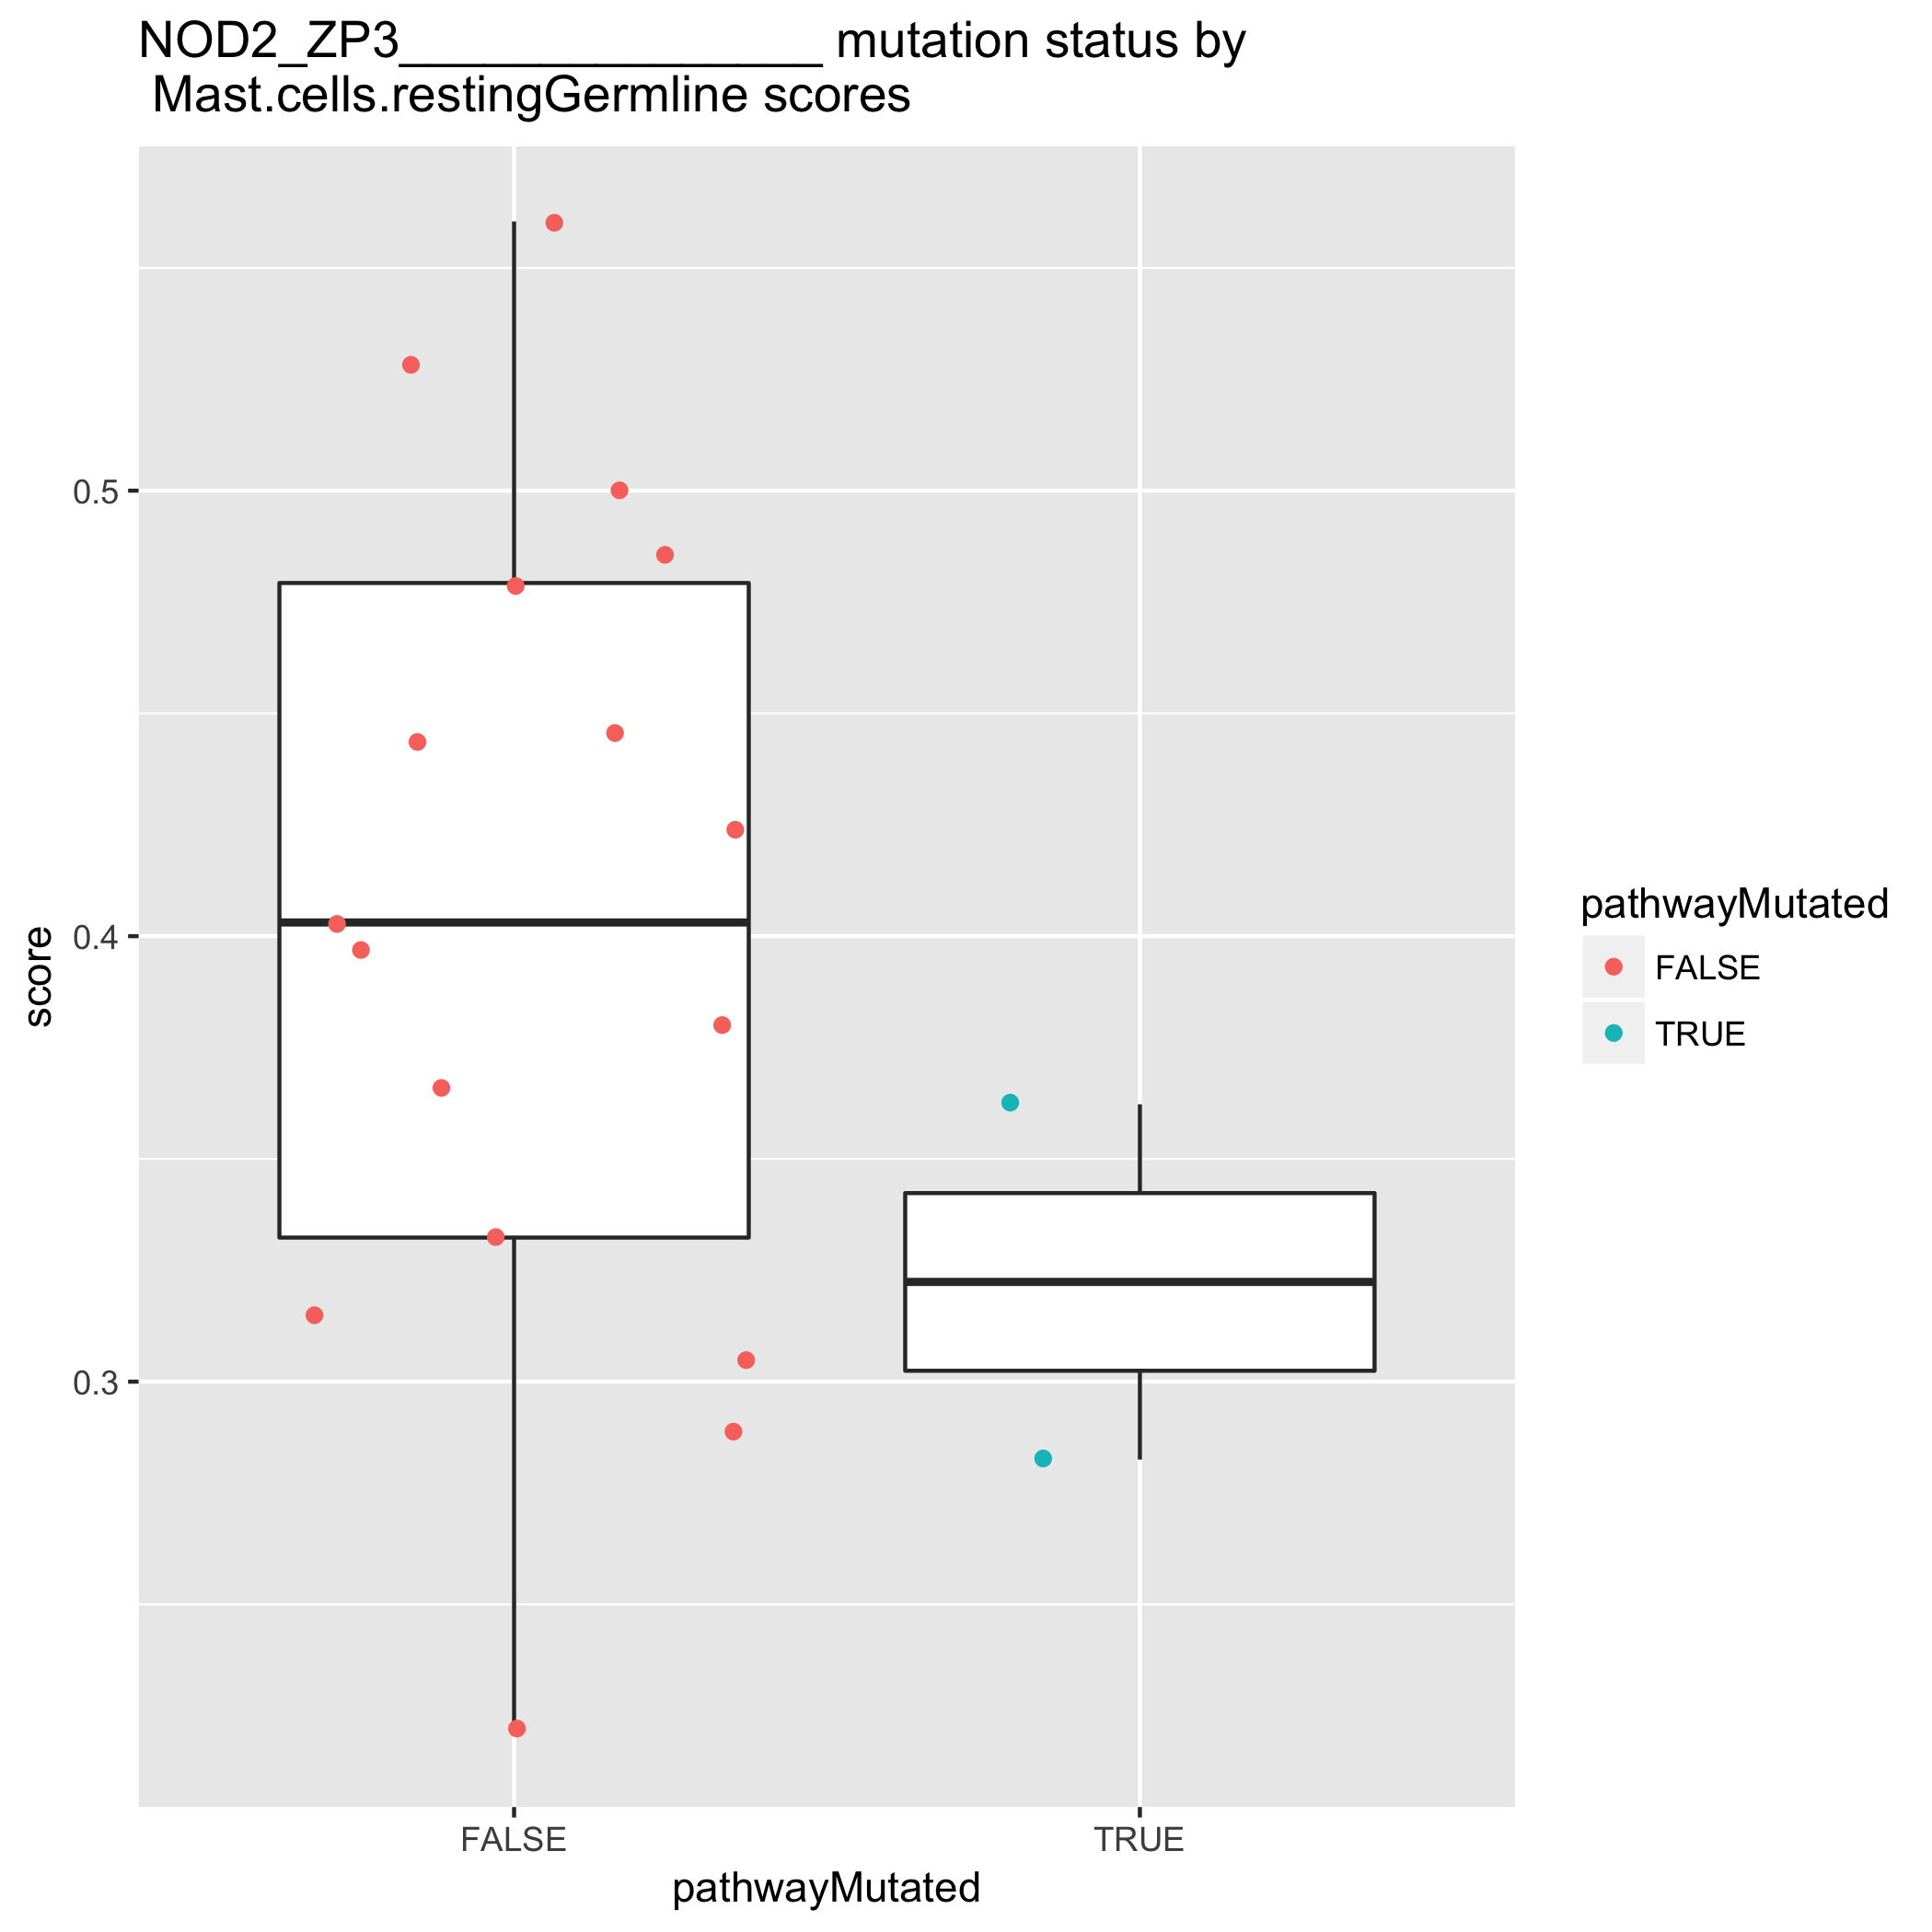 NOD2_ZP3_______________ mutation status by
Mast.cells.restingGermline scores
0.5
0.4
0.3
score
FALSE
TRUE
pathwayMutated
pathwayMutated
FALSE
TRUE